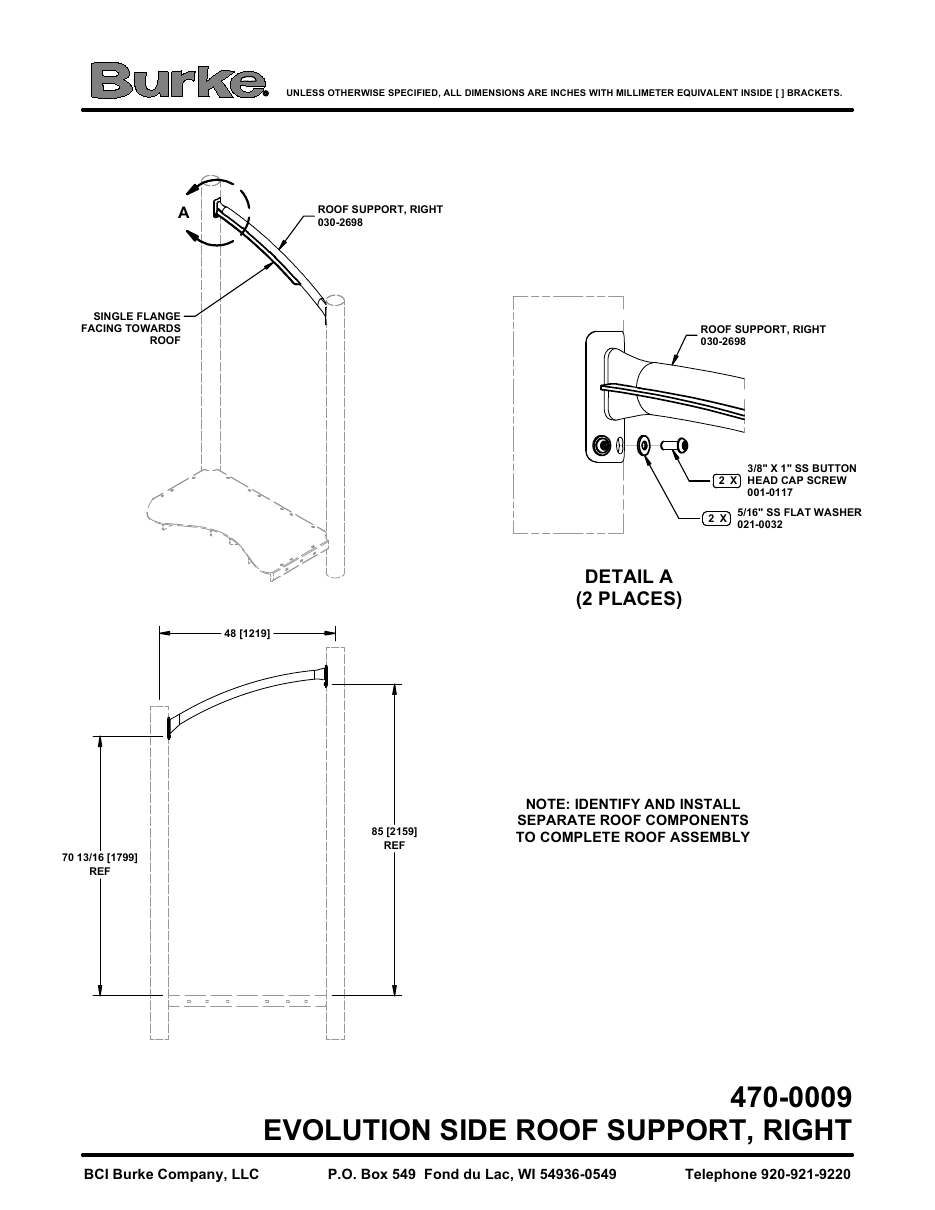 Burke
UNLESS OTHERWISE SPECIFIED, ALL DIMENSIONS ARE INCHES WITH MILLIMETER EQUIVALENT INSIDE [ ] BRACKETS.
A
ROOF SUPPORT, RIGHT
030-2698
SINGLE FLANGE
FACING TOWARDS
ROOF
ROOF SUPPORT, RIGHT
030-2698
2 X
3/8" X 1" SS BUTTON
HEAD CAP SCREW
001-0117
2 X
5/16" SS FLAT WASHER
021-0032
DETAIL A
(2 PLACES)
48 [1219]
85 [2159]
REF
70 13/16 [1799]
REF
NOTE: IDENTIFY AND INSTALL
SEPARATE ROOF COMPONENTS
TO COMPLETE ROOF ASSEMBLY
470-0009
EVOLUTION SIDE ROOF SUPPORT, RIGHT
BCI Burke Company, LLC P.O. Box 549 Fond du Lac, WI 54936-0549 Telephone 920-921-9220